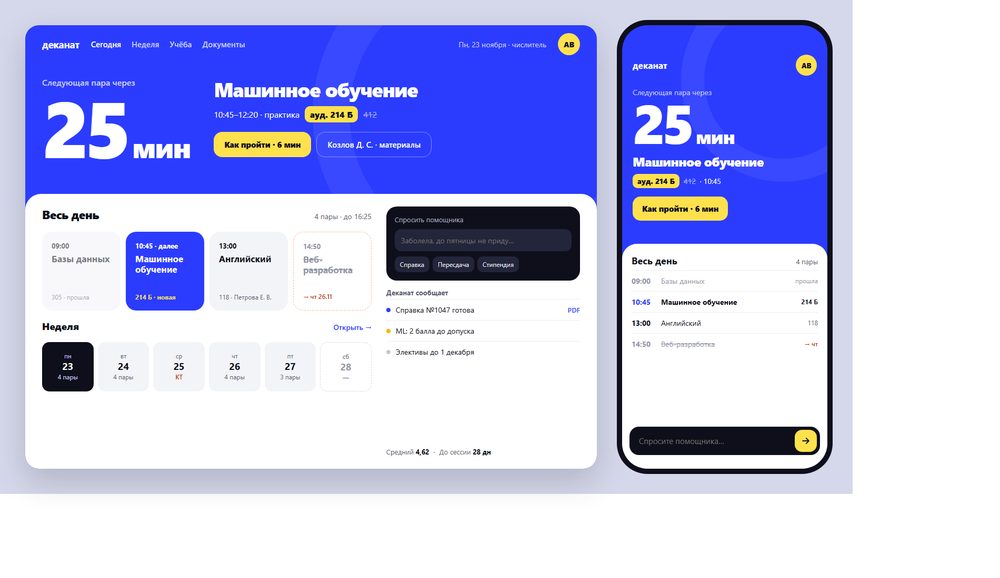 деканат Сегодня Неделя Учёба Документы Пн, 23 ноября · числитель АВ
Следующая пара через
25 мин
Машинное обучение
10:45–12:20 · практика ауд. 214 Б 412
Как пройти · 6 мин Козлов Д. С. · материалы
Весь день 4 пары · до 16:25
09:00
Базы данных
305 · прошла
10:45 · далее
Машинное
обучение
214 Б · новая
13:00
Английский
118 · Петрова Е. В.
14:50
Веб-
разработка
→ чт 26.11
Неделя Открыть →
пн
23
4 пары
вт
24
4 пары
ср
25
КТ
чт
26
4 пары
пт
27
3 пары
сб
28
—
Спросить помощника
Заболела, до пятницы не приду...
Справка Пересдача Стипендия
Деканат сообщает
Справка №1047 готова PDF
ML: 2 балла до допуска
Элективы до 1 декабря
Средний 4,62 · До сессии 28 дн
деканат АВ
Следующая пара через
25 мин
Машинное обучение
ауд. 214 Б 412 · 10:45
Как пройти · 6 мин
Весь день 4 пары
09:00 Базы данных прошла
10:45 Машинное обучение 214 Б
13:00 Английский 118
14:50 Веб-разработка → чт
Спросите помощника... →